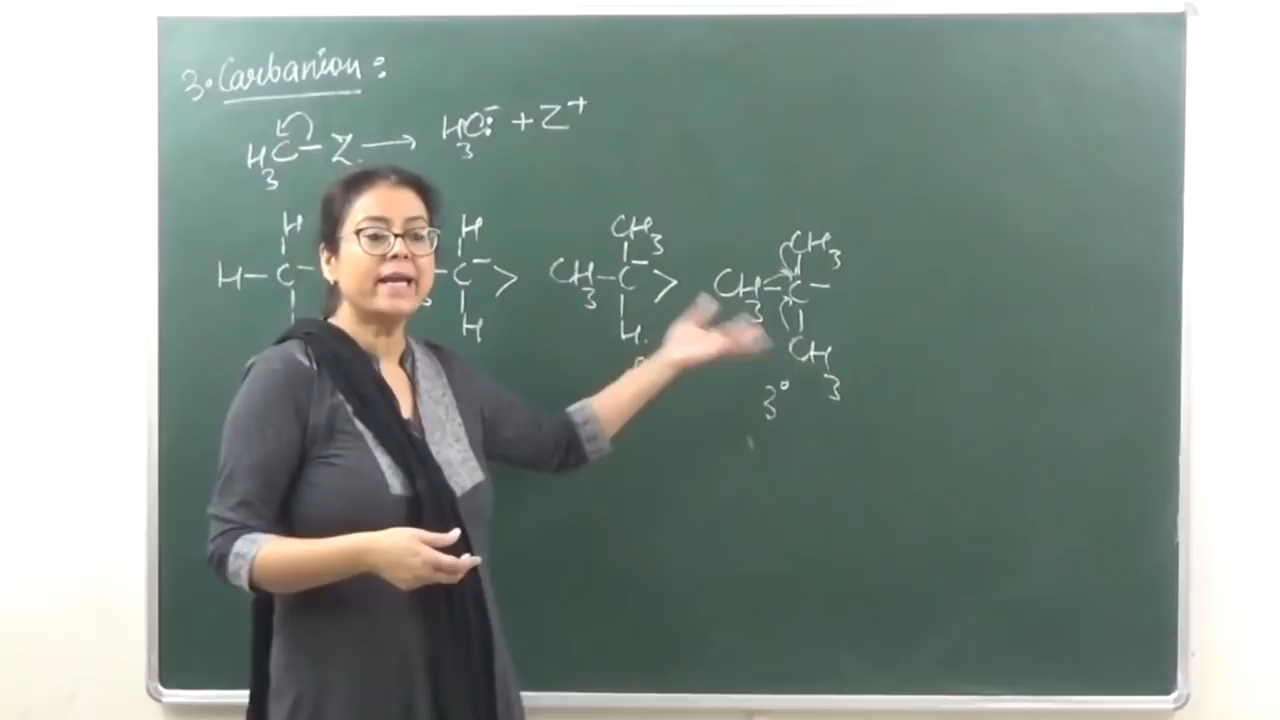 3. Carbanion:
H3C–Z → H3C:⁻ + Z⁺
H H CH3 CH3
H–C– –C⁻ > CH3–C⁻ > CH3–C–
H H. CH3
3°